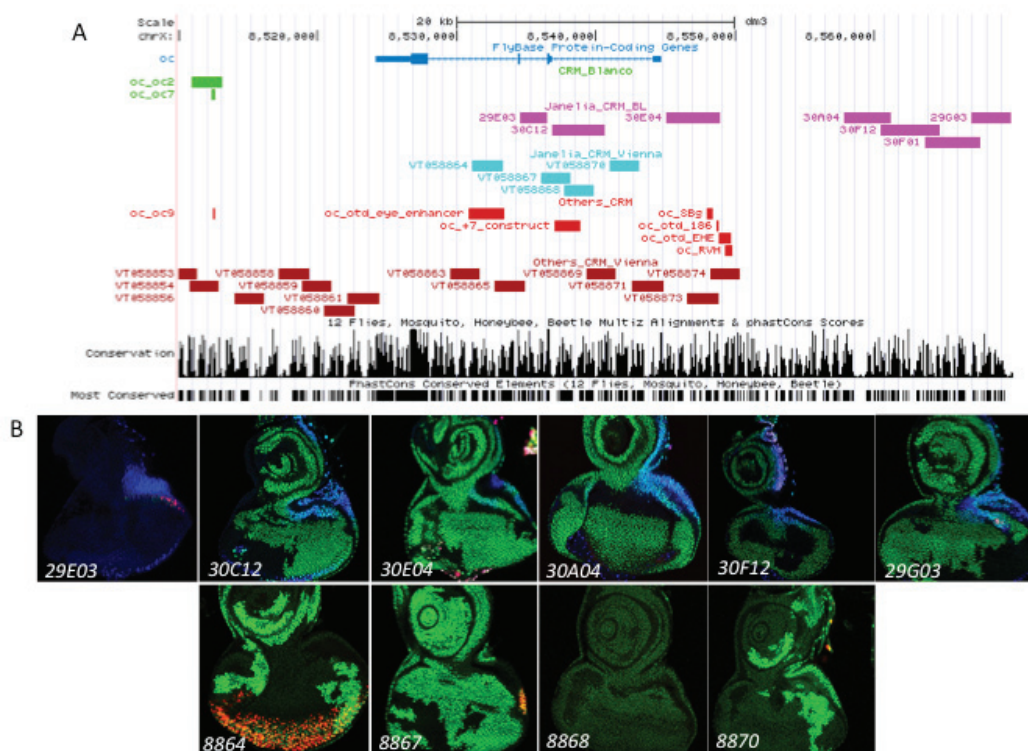 A
Scale 20 kb dm3
chrX: 8,520,000 8,530,000 8,540,000 8,550,000 8,560,000
FlyBase Protein-Coding Genes
oc
CRM_Blanco
oc_oc2
oc_oc7
Janelia_CRM_BL
29E03 30E04 30A04 29G03
30C12 30F12
30F01
Janelia_CRM_Vienna
VT058864 VT058870
VT058867
VT058868
Others_CRM
oc_oc9 oc_otd_eye_enhancer oc_SBg
oc_+7_construct oc_otd_186
oc_otd_EHE
oc_RVM
Others_CRM_Vienna
VT058853 VT058858 VT058863 VT058869 VT058874
VT058854 VT058859 VT058865 VT058871
VT058856 VT058861 VT058873
VT058860
12 Flies, Mosquito, Honeybee, Beetle Multiz Alignments & phastCons Scores
Conservation
PhastCons Conserved Elements (12 Flies, Mosquito, Honeybee, Beetle)
Most Conserved
B
29E03 30C12 30E04 30A04 30F12 29G03
8864 8867 8868 8870